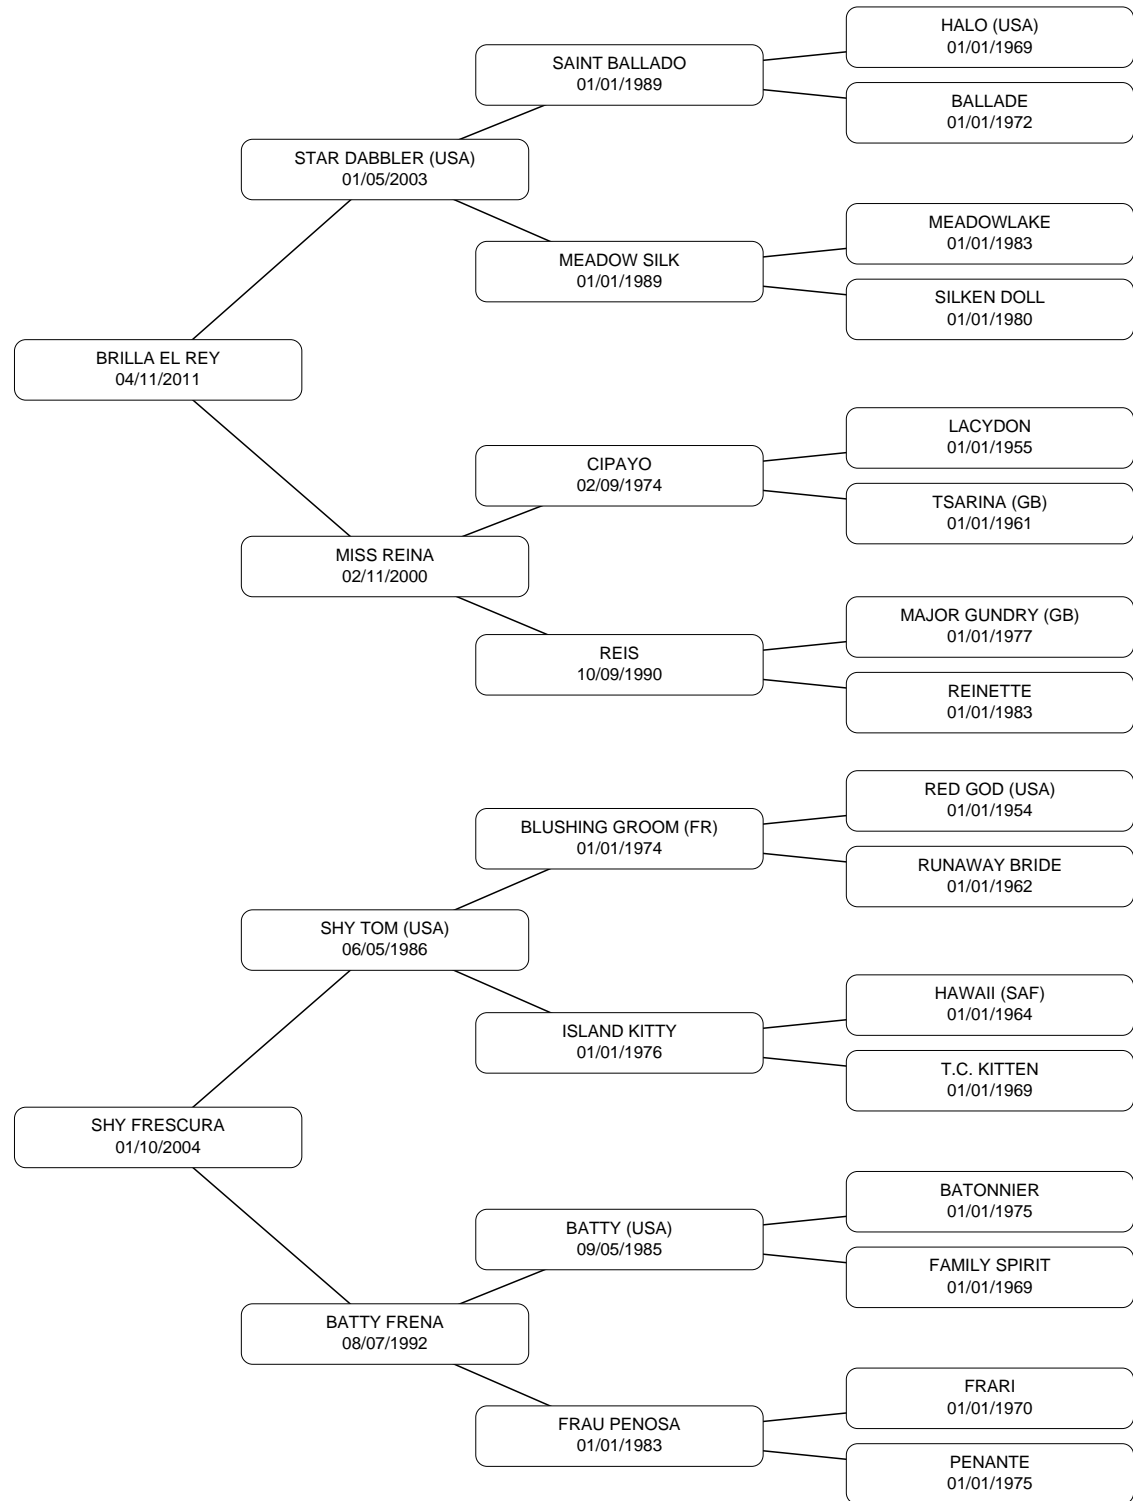 HALO (USA)
01/01/1969
SAINT BALLADO
01/01/1989
BALLADE
01/01/1972
STAR DABBLER (USA)
01/05/2003
MEADOWLAKE
01/01/1983
MEADOW SILK
01/01/1989
SILKEN DOLL
01/01/1980
BRILLA EL REY
04/11/2011
LACYDON
01/01/1955
CIPAYO
02/09/1974
TSARINA (GB)
01/01/1961
MISS REINA
02/11/2000
MAJOR GUNDRY (GB)
01/01/1977
REIS
10/09/1990
REINETTE
01/01/1983
RED GOD (USA)
01/01/1954
BLUSHING GROOM (FR)
01/01/1974
RUNAWAY BRIDE
01/01/1962
SHY TOM (USA)
06/05/1986
HAWAII (SAF)
01/01/1964
ISLAND KITTY
01/01/1976
T.C. KITTEN
01/01/1969
SHY FRESCURA
01/10/2004
BATONNIER
01/01/1975
BATTY (USA)
09/05/1985
FAMILY SPIRIT
01/01/1969
BATTY FRENA
08/07/1992
FRARI
01/01/1970
FRAU PENOSA
01/01/1983
PENANTE
01/01/1975